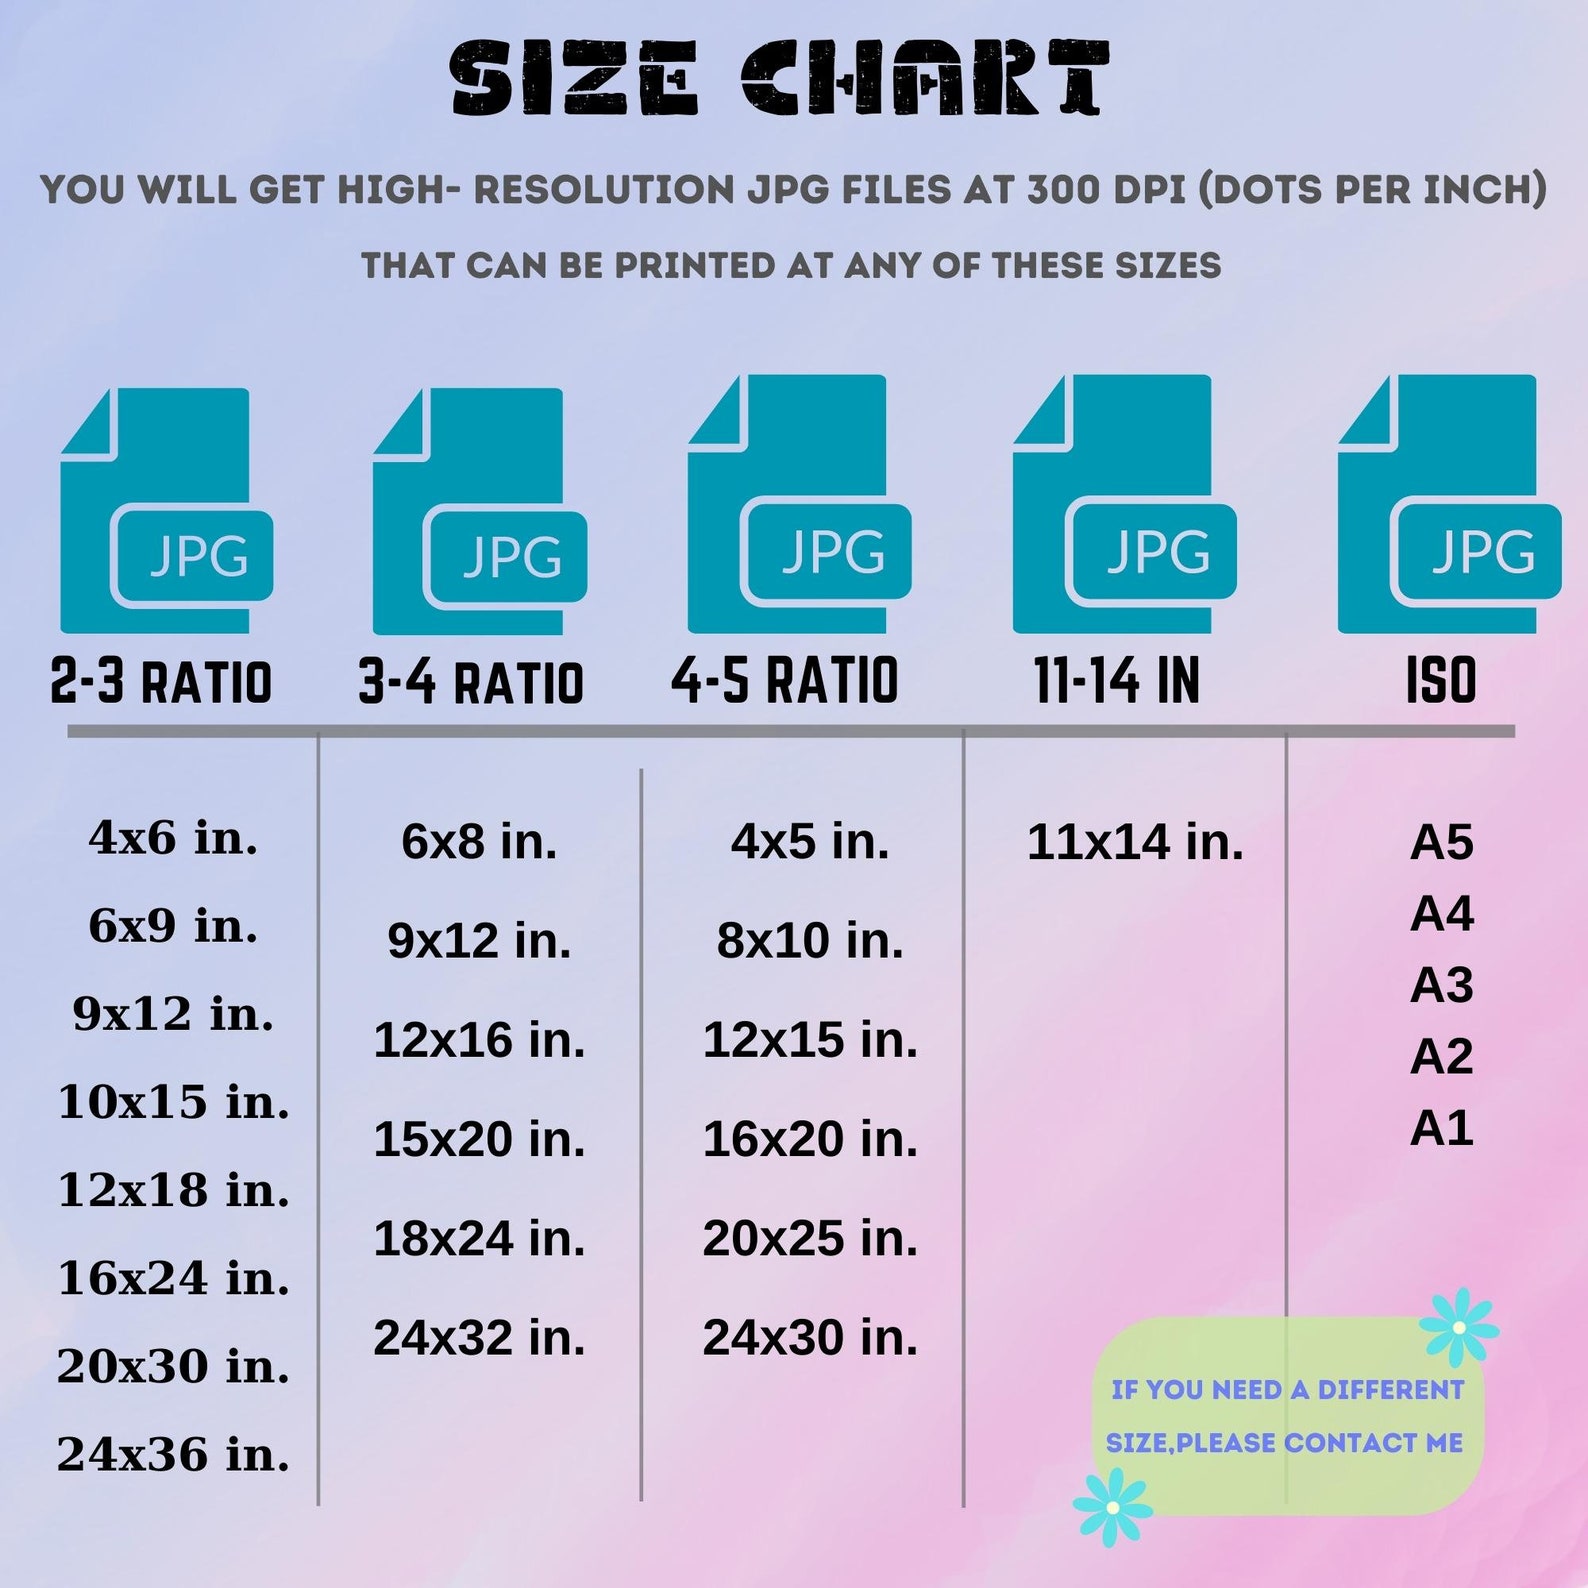 SIZE CHART
YOU WILL GET HIGH- RESOLUTION JPG FILES AT 300 DPI (DOTS PER INCH)
THAT CAN BE PRINTED AT ANY OF THESE SIZES
JPG JPG JPG JPG JPG
2-3 RATIO 3-4 RATIO 4-5 RATIO 11-14 IN ISO
4x6 in.
6x9 in.
9x12 in.
10x15 in.
12x18 in.
16x24 in.
20x30 in.
24x36 in.
6x8 in.
9x12 in.
12x16 in.
15x20 in.
18x24 in.
24x32 in.
4x5 in.
8x10 in.
12x15 in.
16x20 in.
20x25 in.
24x30 in.
11x14 in.
A5
A4
A3
A2
A1
IF YOU NEED A DIFFERENT
SIZE,PLEASE CONTACT ME